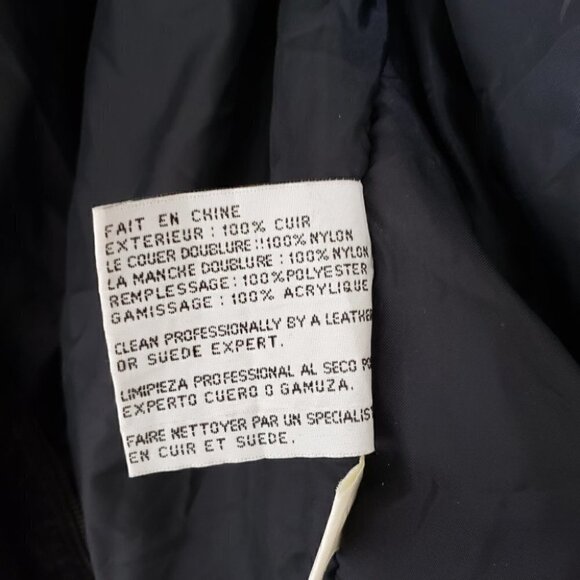 FAIT EN CHINE
EXTERIEUR : 100% CUIR
LE COUER DOUBLURE !!100% NYLON
LA MANCHE DOUBLURE : 100% NYLON
REMPLESSAGE : 100%POLYESTER
GAMISSAGE : 100% ACRYLIQUE
CLEAN PROFESSIONALLY BY A LEATHER
OR SUEDE EXPERT.
LIMIPIEZA PROFESSIONAL AL SECO PO
EXPERTO CUERO O GAMUZA.
FAIRE NETTOYER PAR UN SPECIALIST
EN CUIR ET SUEDE.